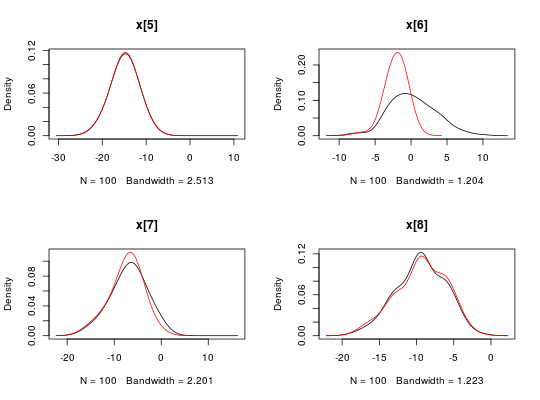 x[5]
Density
0.00 0.06 0.12
-30 -20 -10 0 10
N = 100 Bandwidth = 2.513
x[6]
Density
0.00 0.10 0.20
-10 -5 0 5 10
N = 100 Bandwidth = 1.204
x[7]
Density
0.00 0.04 0.08
-20 -10 0 10
N = 100 Bandwidth = 2.201
x[8]
Density
0.00 0.06 0.12
-20 -15 -10 -5 0
N = 100 Bandwidth = 1.223